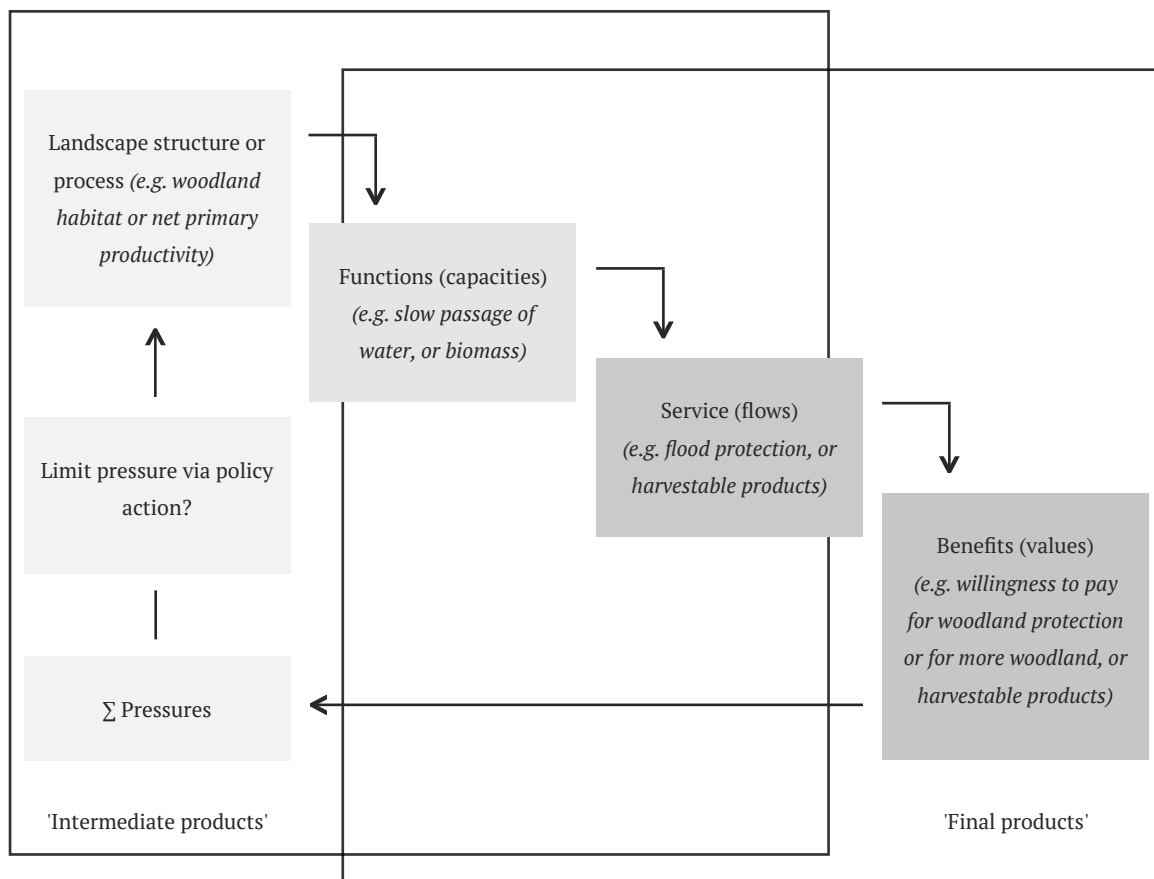 Landscape structure or
process (e.g. woodland
habitat or net primary
productivity)
Functions (capacities)
(e.g. slow passage of
water, or biomass)
Service (flows)
(e.g. flood protection, or
harvestable products)
Limit pressure via policy
action?
Benefits (values)
(e.g. willingness to pay
for woodland protection
or for more woodland, or
harvestable products)
∑ Pressures
'Intermediate products'
'Final products'